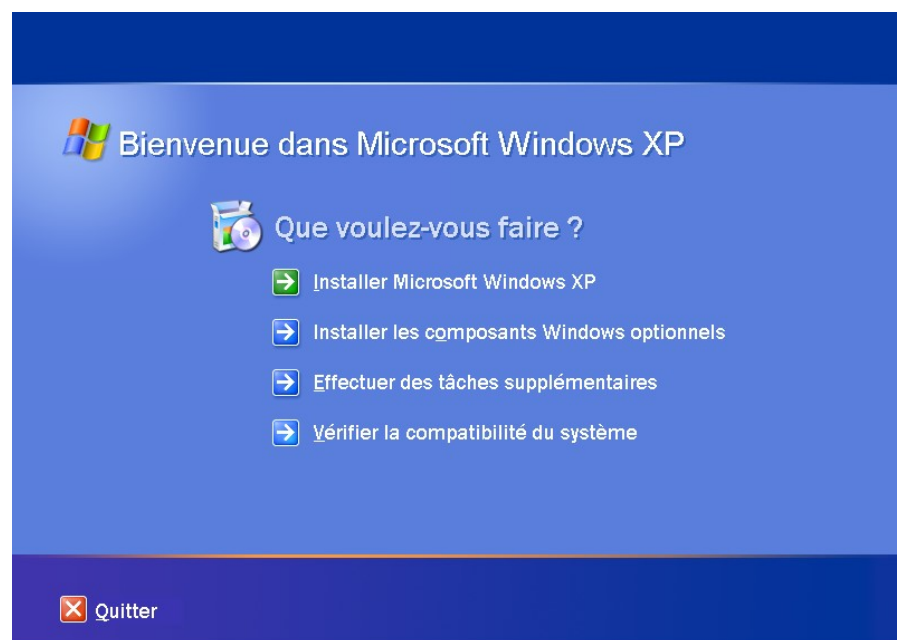 Bienvenue dans Microsoft Windows XP
Que voulez-vous faire ?
Installer Microsoft Windows XP
Installer les composants Windows optionnels
Effectuer des tâches supplémentaires
Vérifier la compatibilité du système
Quitter